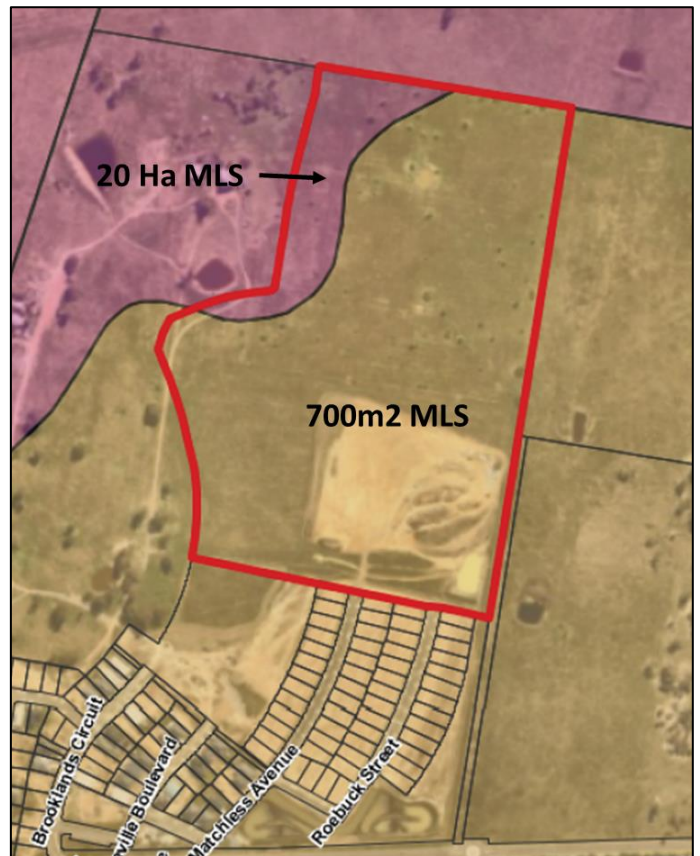 20 Ha MLS
700m2 MLS
Brooklands Circuit
ville Boulevard
Matchless Avenue
Roebuck Street